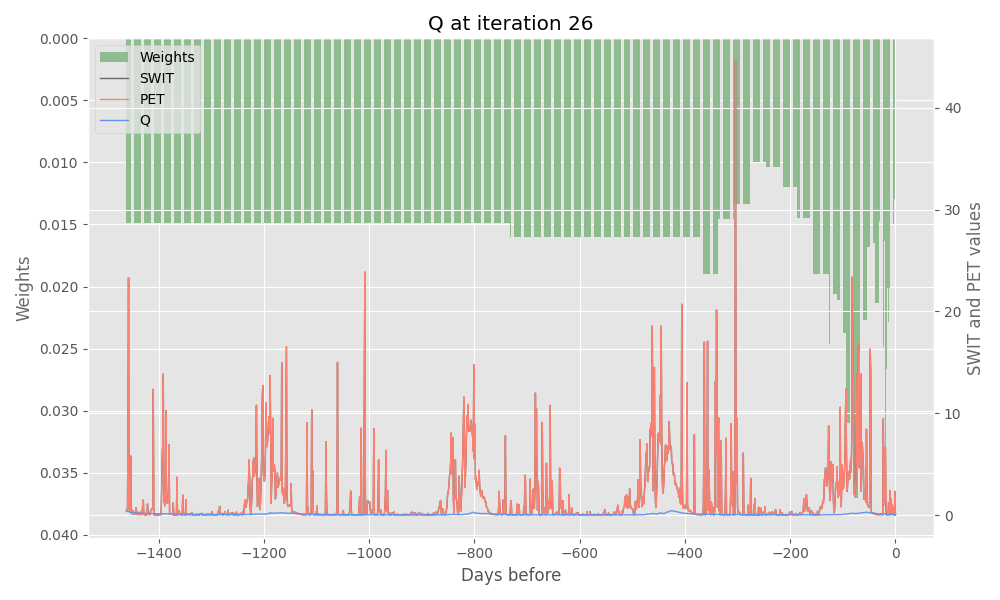 Q at iteration 26
Weights
SWIT
PET
Q
0.000
0.005
0.010
0.015
0.020
0.025
0.030
0.035
0.040
Weights
40
30
20
10
0
SWIT and PET values
−1400
−1200
−1000
−800
−600
−400
−200
0
Days before